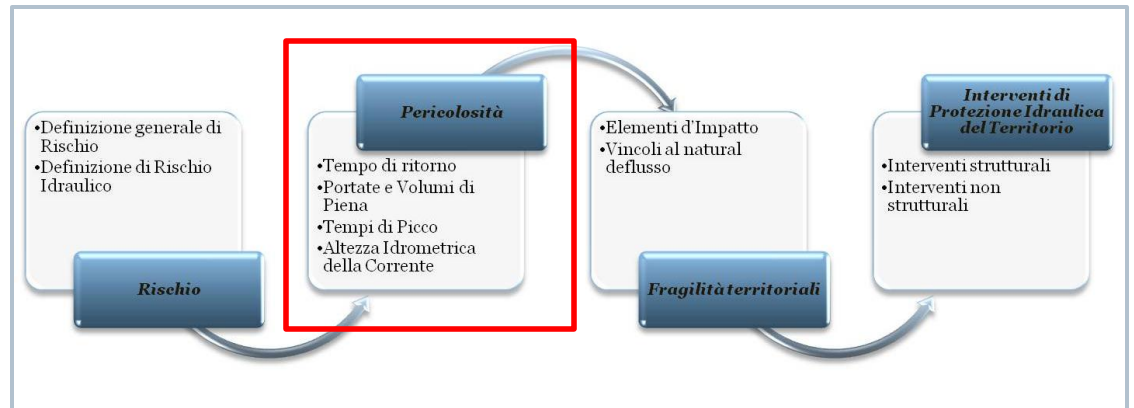 •Definizione generale di
Rischio
•Definizione di Rischio
Idraulico
Rischio
Pericolosità
•Tempo di ritorno
•Portate e Volumi di
Piena
•Tempi di Picco
•Altezza Idrometrica
della Corrente
•Elementi d'Impatto
•Vincoli al natural
deflusso
Fragilità territoriali
Interventi di
Protezione Idraulica
del Territorio
•Interventi strutturali
•Interventi non
strutturali